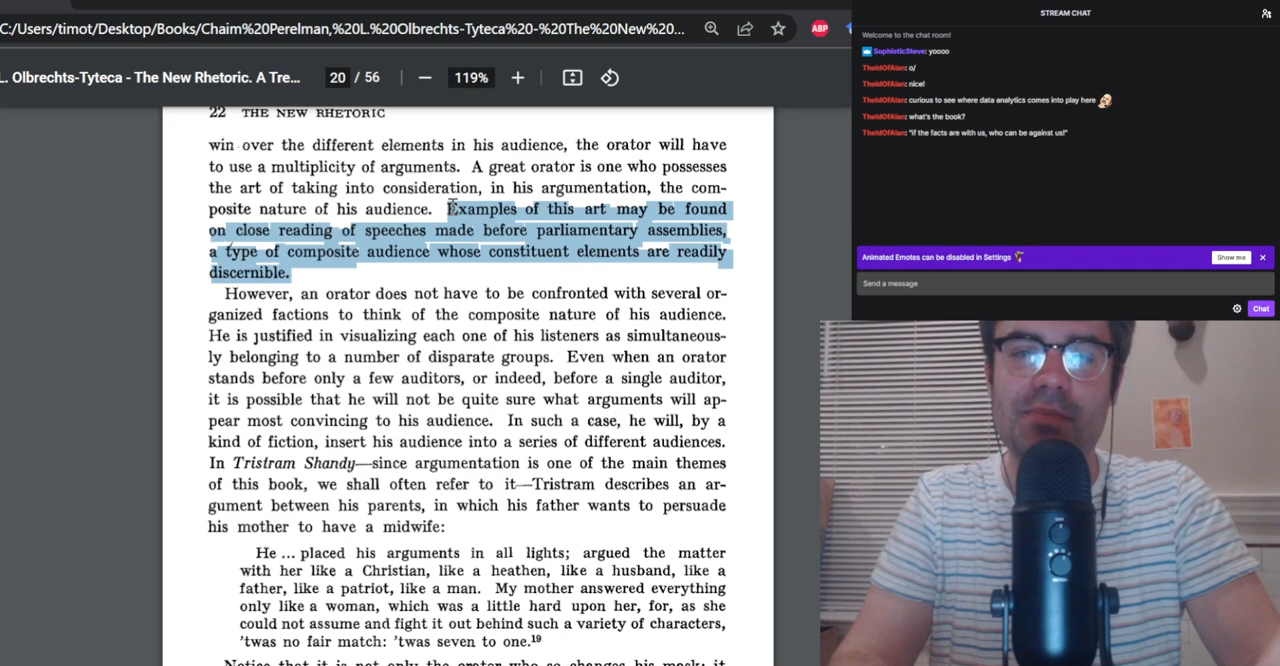 C:/Users/timot/Desktop/Books/Chaim%20Perelman,%20L.%20Olbrechts-Tyteca%20-%20The%20New%20...
ABP
L. Olbrechts-Tyteca - The New Rhetoric. A Tre...
20 / 56
119%
22 THE NEW RHETORIC
win over the different elements in his audience, the orator will have
to use a multiplicity of arguments. A great orator is one who possesses
the art of taking into consideration, in his argumentation, the com-
posite nature of his audience. Examples of this art may be found
on close reading of speeches made before parliamentary assemblies,
a type of composite audience whose constituent elements are readily
discernible.
However, an orator does not have to be confronted with several or-
ganized factions to think of the composite nature of his audience.
He is justified in visualizing each one of his listeners as simultaneous-
ly belonging to a number of disparate groups. Even when an orator
stands before only a few auditors, or indeed, before a single auditor,
it is possible that he will not be quite sure what arguments will ap-
pear most convincing to his audience. In such a case, he will, by a
kind of fiction, insert his audience into a series of different audiences.
In Tristram Shandy—since argumentation is one of the main themes
of this book, we shall often refer to it—Tristram describes an ar-
gument between his parents, in which his father wants to persuade
his mother to have a midwife:
He ... placed his arguments in all lights; argued the matter
with her like a Christian, like a heathen, like a husband, like a
father, like a patriot, like a man. My mother answered everything
only like a woman, which was a little hard upon her, for, as she
could not assume and fight it out behind such a variety of characters,
'twas no fair match: 'twas seven to one.19
Notice that it is not only the orator who so changes his mask: it
STREAM CHAT
Welcome to the chat room!
SophisticSteve: yoooo
TheIdOfAlan: o/
TheIdOfAlan: nice!
TheIdOfAlan: curious to see where data analytics comes into play here
TheIdOfAlan: what's the book?
TheIdOfAlan: "if the facts are with us, who can be against us!"
Animated Emotes can be disabled in Settings
Show me
Send a message
Chat